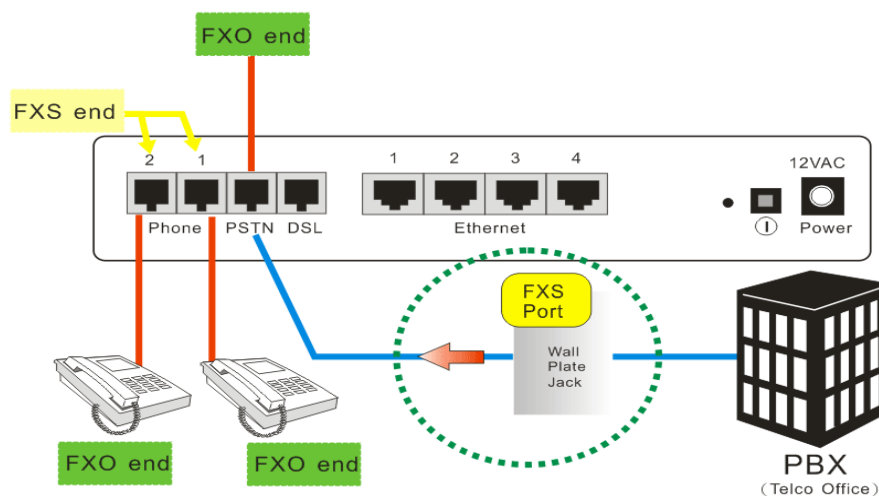 FXO end
FXS end
2 1
1 2 3 4
12VAC
Phone PSTN DSL
Ethernet
Power
FXS
Port
Wall
Plate
Jack
FXO end
FXO end
PBX
(Telco Office)